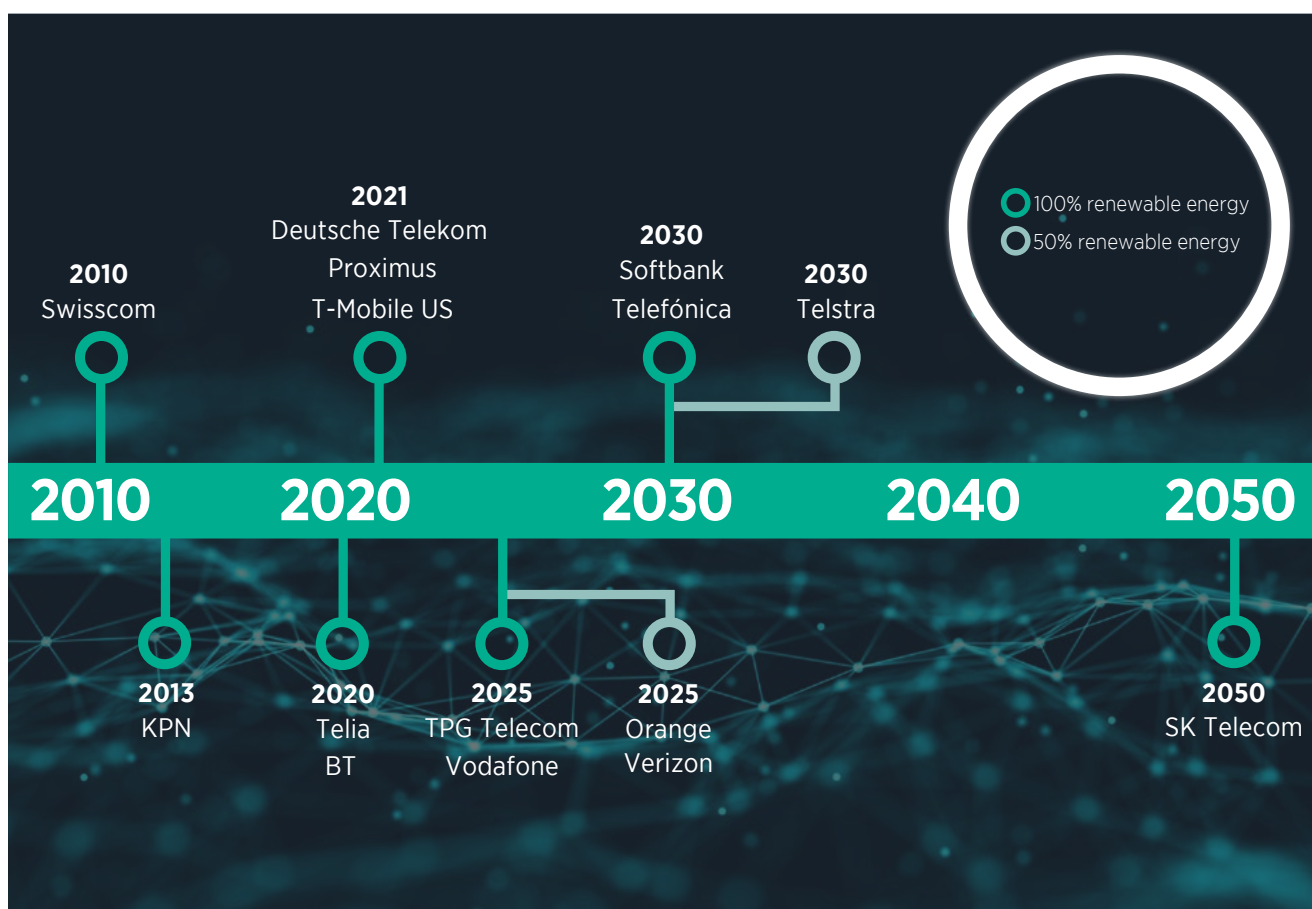 100% renewable energy
50% renewable energy
2010
Swisscom
2021
Deutsche Telekom
Proximus
T-Mobile US
2030
Softbank
Telefónica
2030
Telstra
2010
2020
2030
2040
2050
2013
KPN
2020
Telia
BT
2025
TPG Telecom
Vodafone
2025
Orange
Verizon
2050
SK Telecom